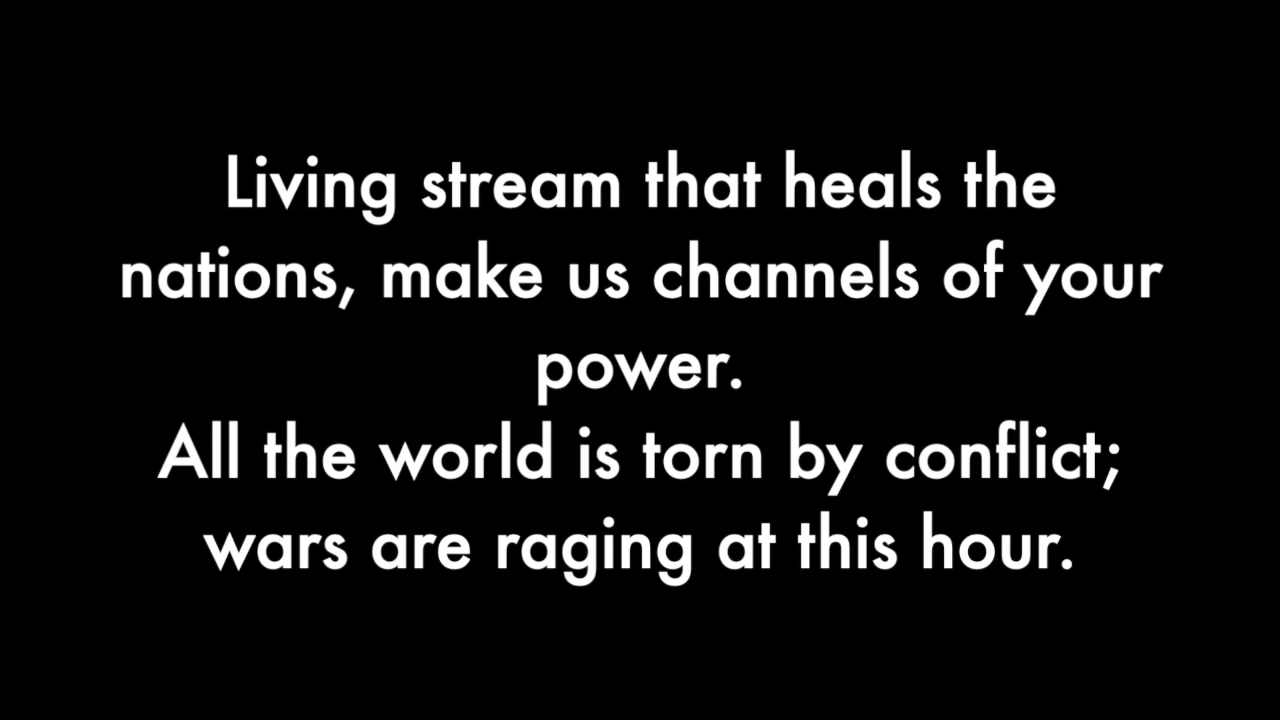 Living stream that heals the
nations, make us channels of your
power.
All the world is torn by conflict;
wars are raging at this hour.